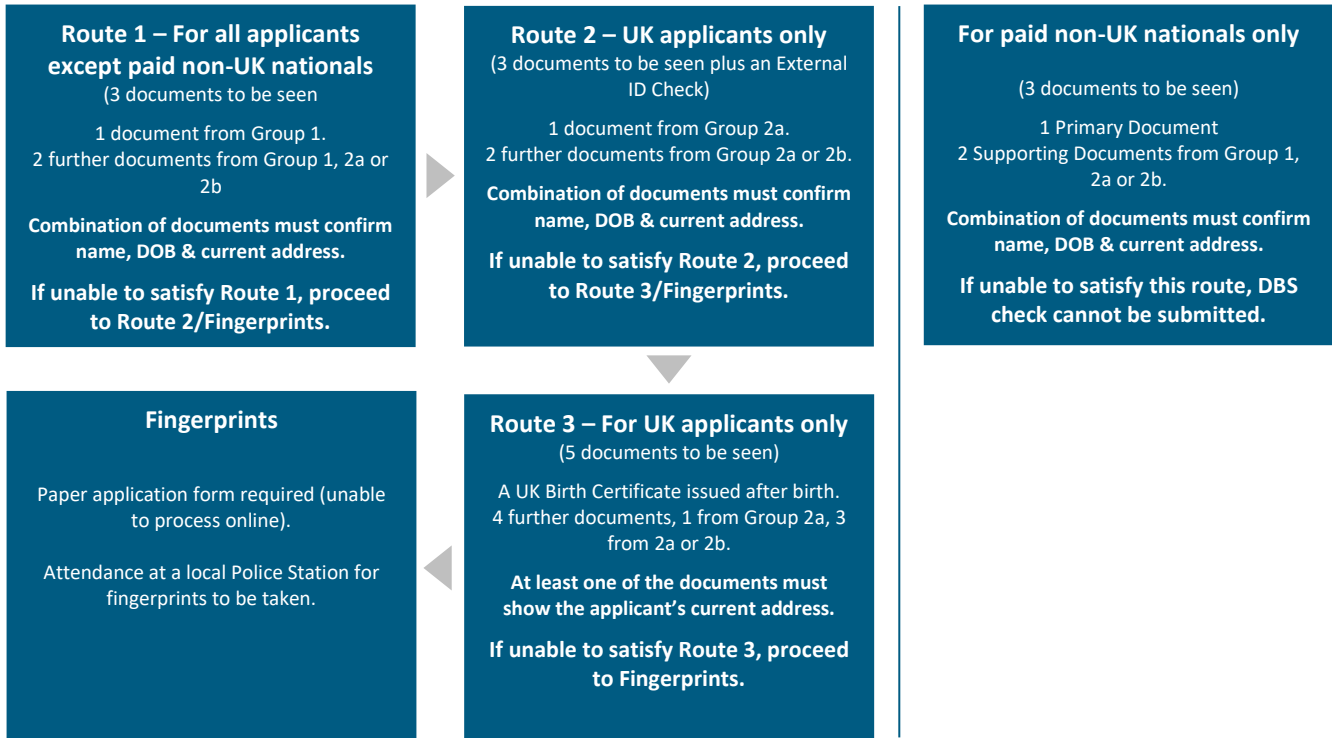 Route 1 – For all applicants
except paid non-UK nationals
(3 documents to be seen
1 document from Group 1.
2 further documents from Group 1, 2a or
2b
Combination of documents must confirm
name, DOB & current address.
If unable to satisfy Route 1, proceed
to Route 2/Fingerprints.
Route 2 – UK applicants only
(3 documents to be seen plus an External
ID Check)
1 document from Group 2a.
2 further documents from Group 2a or 2b.
Combination of documents must confirm
name, DOB & current address.
If unable to satisfy Route 2, proceed
to Route 3/Fingerprints.
For paid non-UK nationals only
(3 documents to be seen)
1 Primary Document
2 Supporting Documents from Group 1,
2a or 2b.
Combination of documents must confirm
name, DOB & current address.
If unable to satisfy this route, DBS
check cannot be submitted.
Route 3 – For UK applicants only
(5 documents to be seen)
A UK Birth Certificate issued after birth.
4 further documents, 1 from Group 2a, 3
from 2a or 2b.
At least one of the documents must
show the applicant's current address.
If unable to satisfy Route 3, proceed
to Fingerprints.
Fingerprints
Paper application form required (unable
to process online).
Attendance at a local Police Station for
fingerprints to be taken.